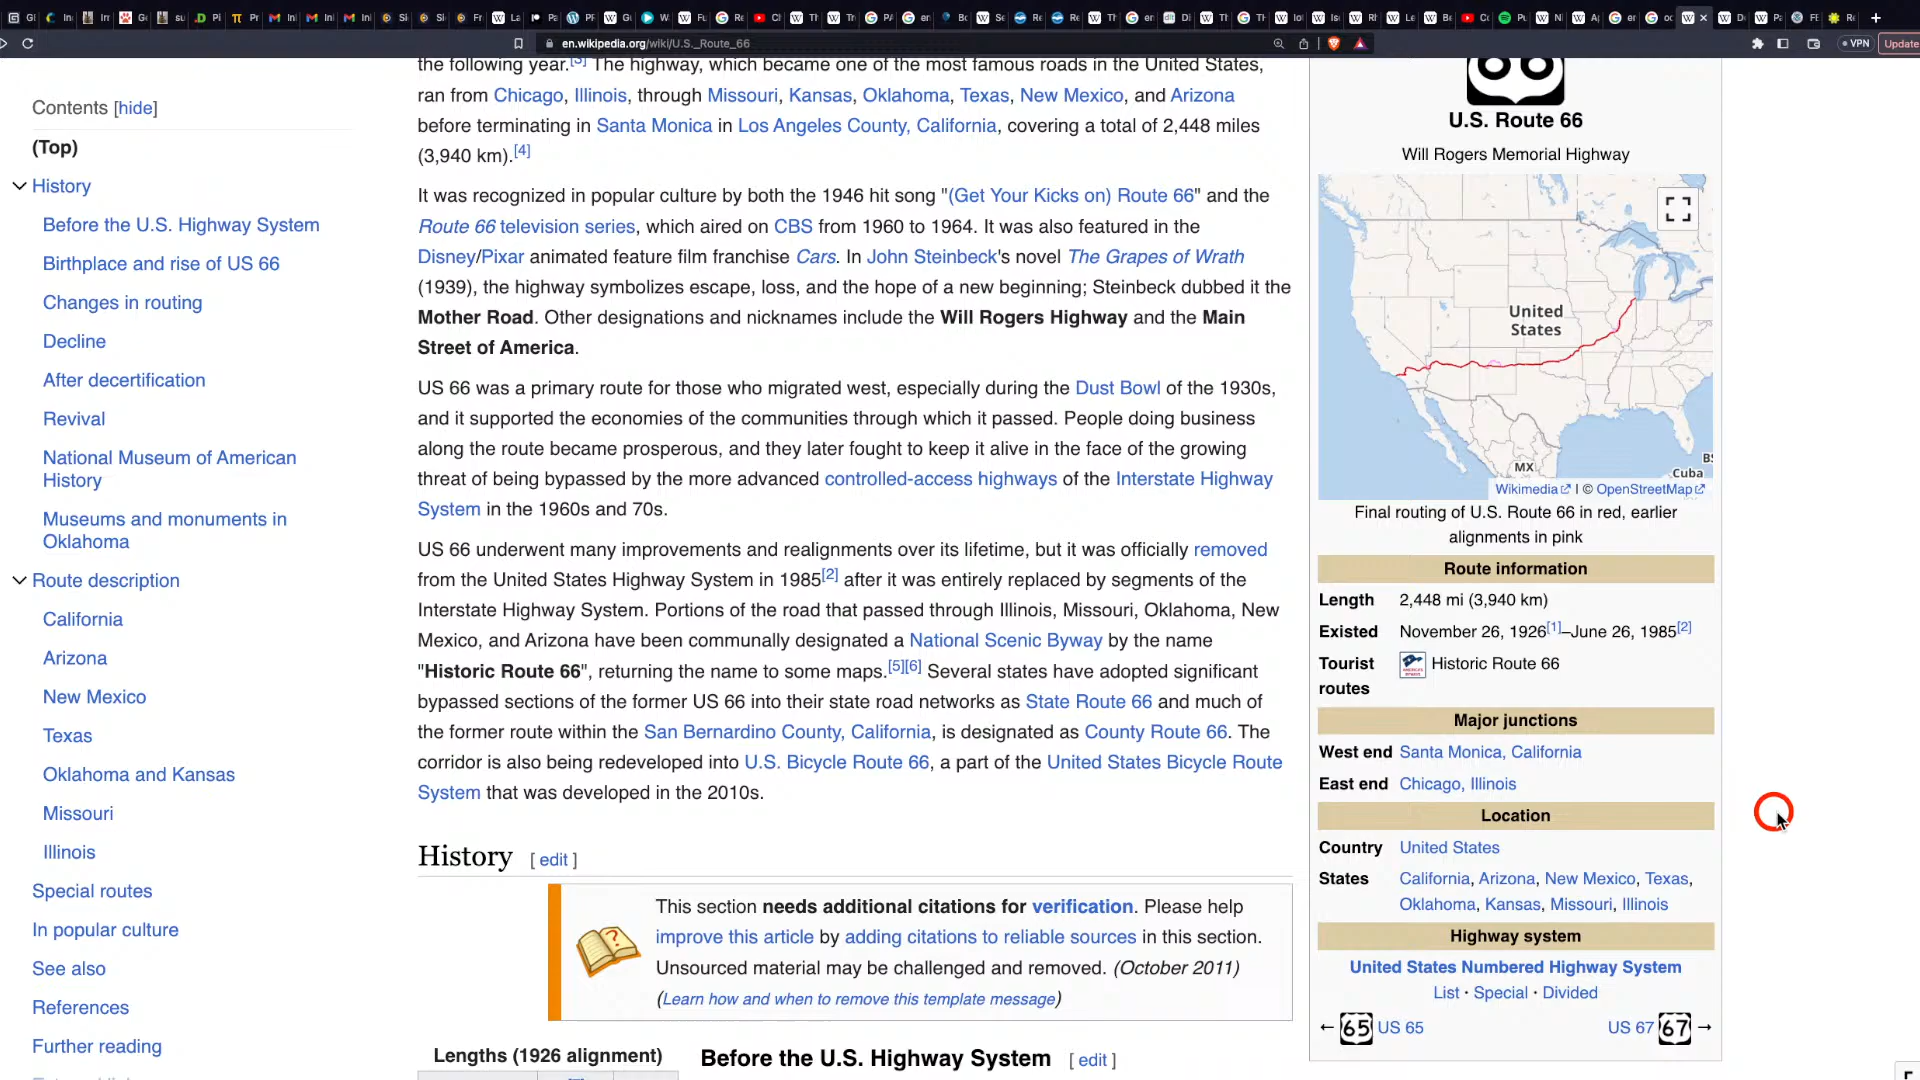 en.wikipedia.org/wiki/U.S._Route_66
VPN
Update
Contents [hide]
(Top)
History
Before the U.S. Highway System
Birthplace and rise of US 66
Changes in routing
Decline
After decertification
Revival
National Museum of American
History
Museums and monuments in
Oklahoma
Route description
California
Arizona
New Mexico
Texas
Oklahoma and Kansas
Missouri
Illinois
Special routes
In popular culture
See also
References
Further reading
the following year.[3] The highway, which became one of the most famous roads in the United States,
ran from Chicago, Illinois, through Missouri, Kansas, Oklahoma, Texas, New Mexico, and Arizona
before terminating in Santa Monica in Los Angeles County, California, covering a total of 2,448 miles
(3,940 km).[4]
It was recognized in popular culture by both the 1946 hit song "(Get Your Kicks on) Route 66" and the
Route 66 television series, which aired on CBS from 1960 to 1964. It was also featured in the
Disney/Pixar animated feature film franchise Cars. In John Steinbeck's novel The Grapes of Wrath
(1939), the highway symbolizes escape, loss, and the hope of a new beginning; Steinbeck dubbed it the
Mother Road. Other designations and nicknames include the Will Rogers Highway and the Main
Street of America.
US 66 was a primary route for those who migrated west, especially during the Dust Bowl of the 1930s,
and it supported the economies of the communities through which it passed. People doing business
along the route became prosperous, and they later fought to keep it alive in the face of the growing
threat of being bypassed by the more advanced controlled-access highways of the Interstate Highway
System in the 1960s and 70s.
US 66 underwent many improvements and realignments over its lifetime, but it was officially removed
from the United States Highway System in 1985[2] after it was entirely replaced by segments of the
Interstate Highway System. Portions of the road that passed through Illinois, Missouri, Oklahoma, New
Mexico, and Arizona have been communally designated a National Scenic Byway by the name
"Historic Route 66", returning the name to some maps.[5][6] Several states have adopted significant
bypassed sections of the former US 66 into their state road networks as State Route 66 and much of
the former route within the San Bernardino County, California, is designated as County Route 66. The
corridor is also being redeveloped into U.S. Bicycle Route 66, a part of the United States Bicycle Route
System that was developed in the 2010s.
History [ edit ]
This section needs additional citations for verification. Please help
improve this article by adding citations to reliable sources in this section.
Unsourced material may be challenged and removed. (October 2011)
(Learn how and when to remove this template message)
Lengths (1926 alignment)
Before the U.S. Highway System [ edit ]
66
U.S. Route 66
Will Rogers Memorial Highway
United
States
MX
Cuba
BS
Wikimedia | © OpenStreetMap
Final routing of U.S. Route 66 in red, earlier
alignments in pink
Route information
Length 2,448 mi (3,940 km)
Existed November 26, 1926[1]–June 26, 1985[2]
Tourist
routes Historic Route 66
Major junctions
West end Santa Monica, California
East end Chicago, Illinois
Location
Country United States
States California, Arizona, New Mexico, Texas,
Oklahoma, Kansas, Missouri, Illinois
Highway system
United States Numbered Highway System
List • Special • Divided
← 65 US 65
US 67 67 →